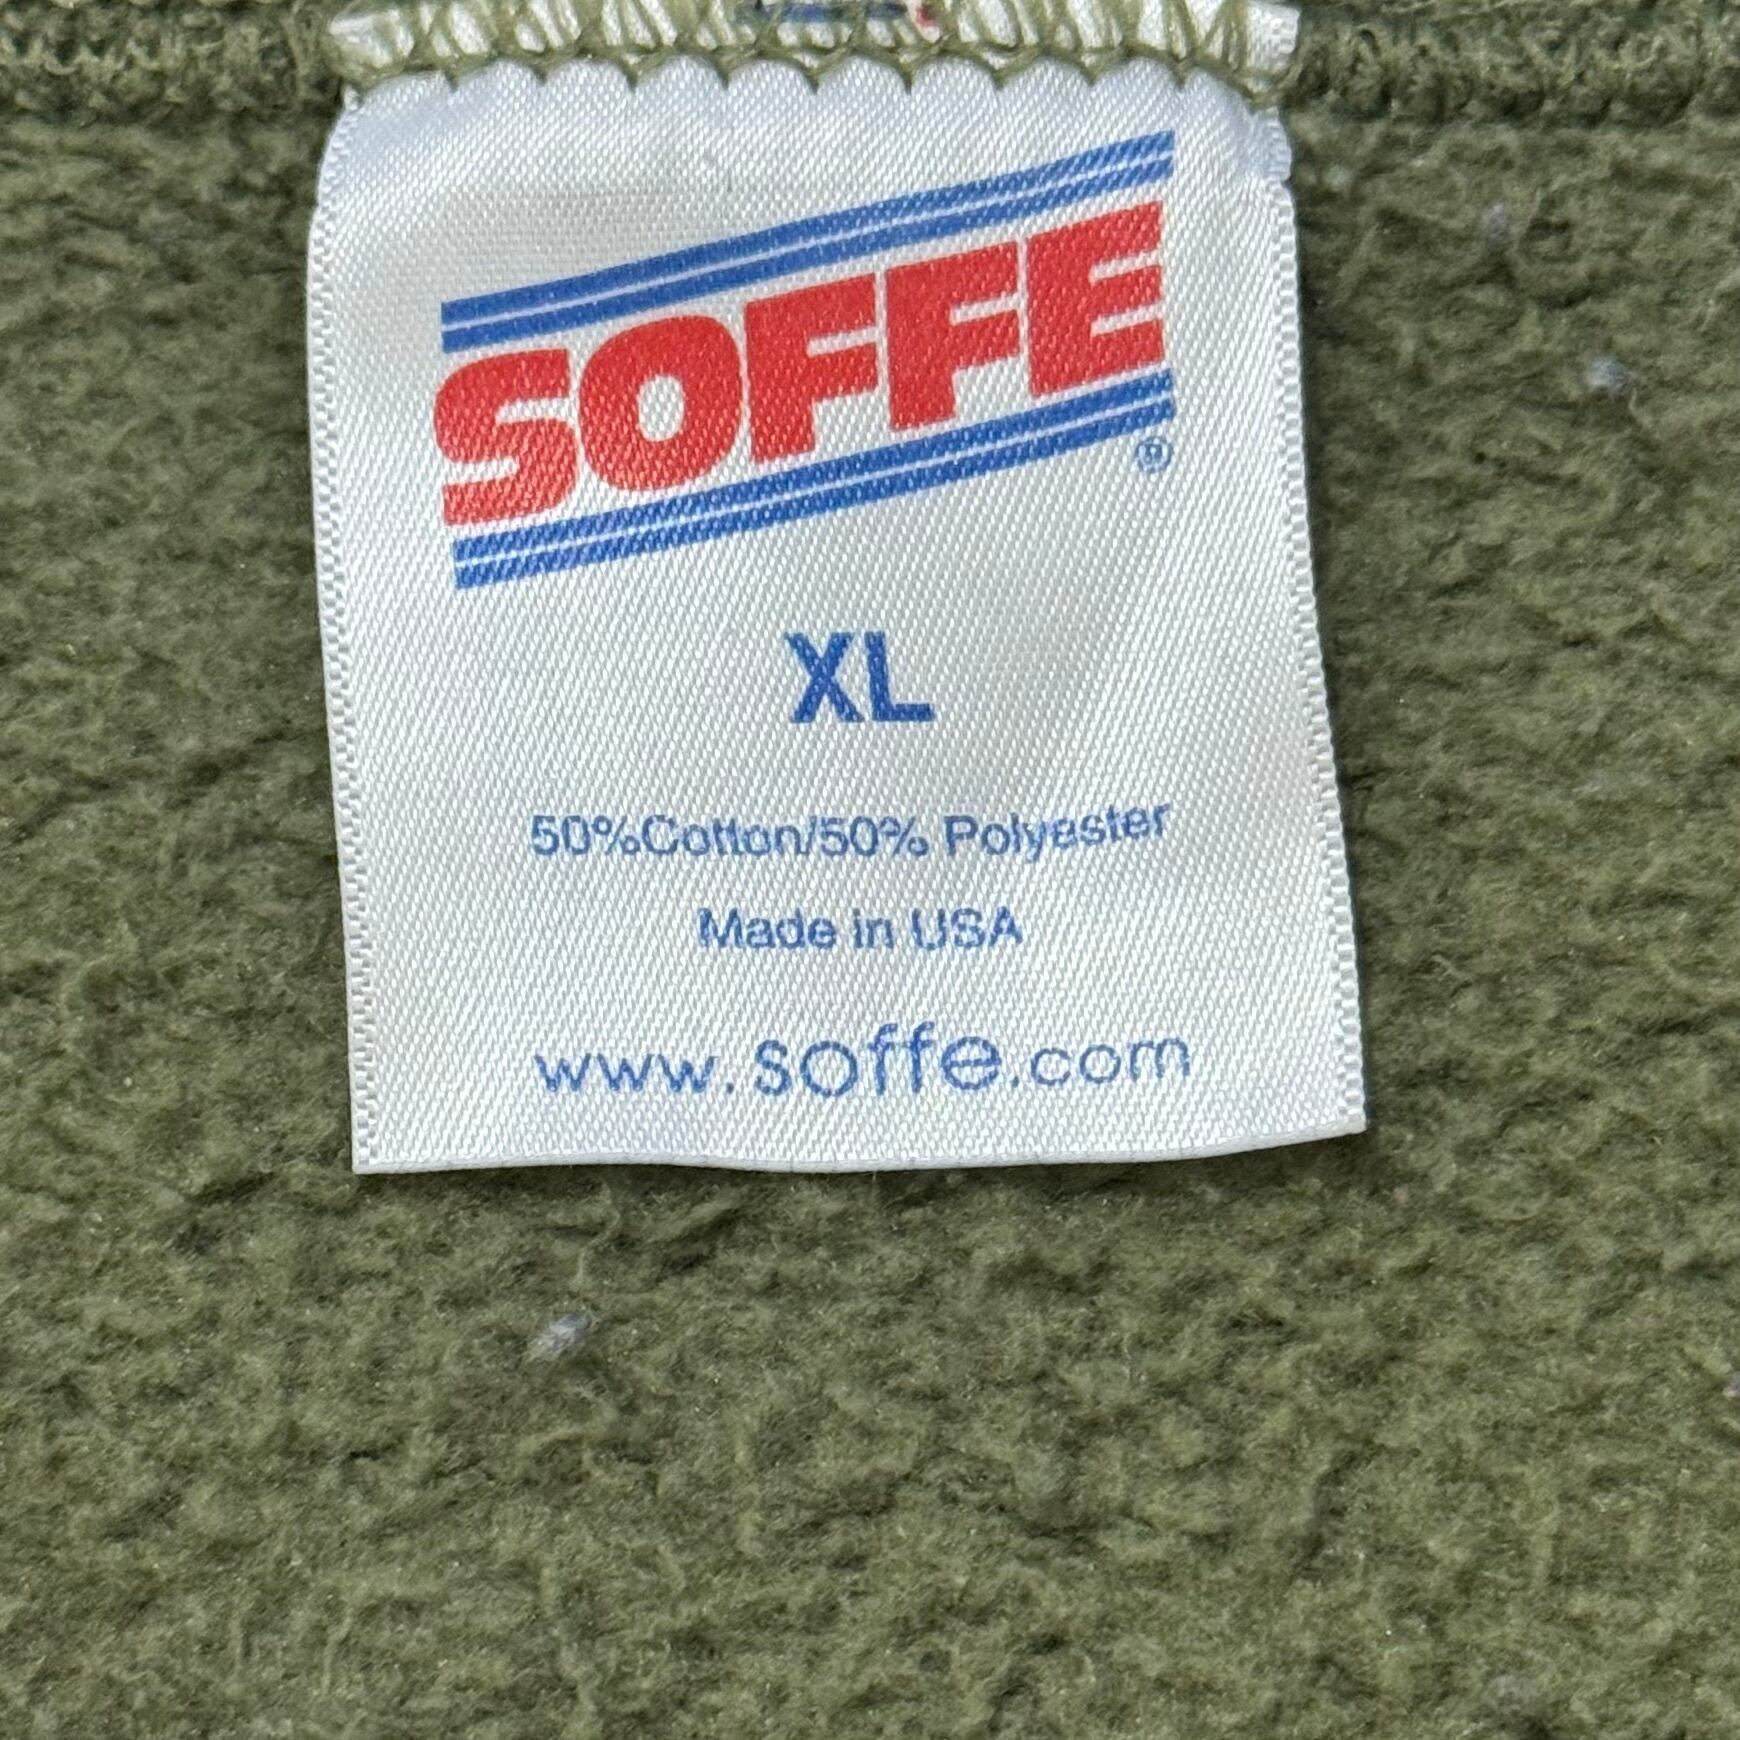 SOFFE
®
XL
50%Cotton/50% Polyester
Made in USA
www.soffe.com